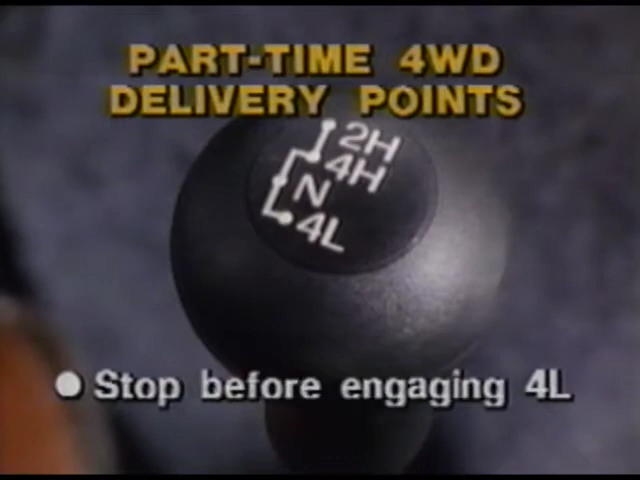 PART-TIME 4WD
DELIVERY POINTS
2H
4H
N
4L
● Stop before engaging 4L